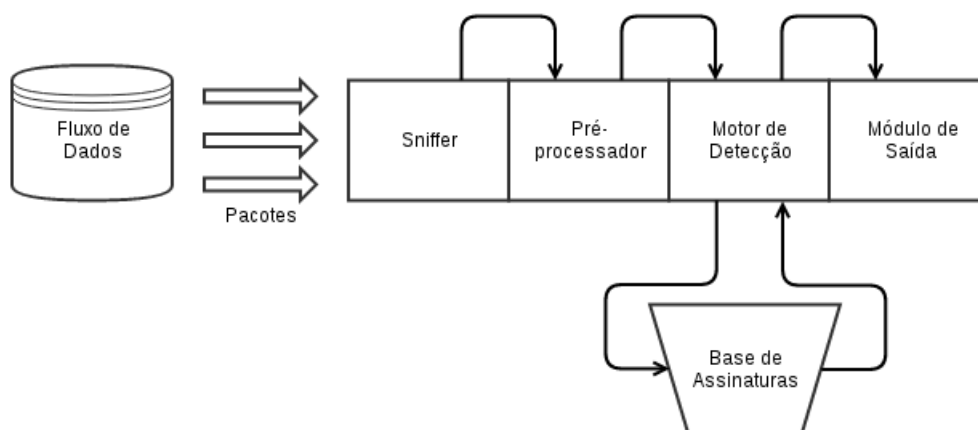 Fluxo de
Dados
Pacotes
Sniffer
Pré-
processador
Motor de
Detecção
Módulo de
Saída
Base de
Assinaturas